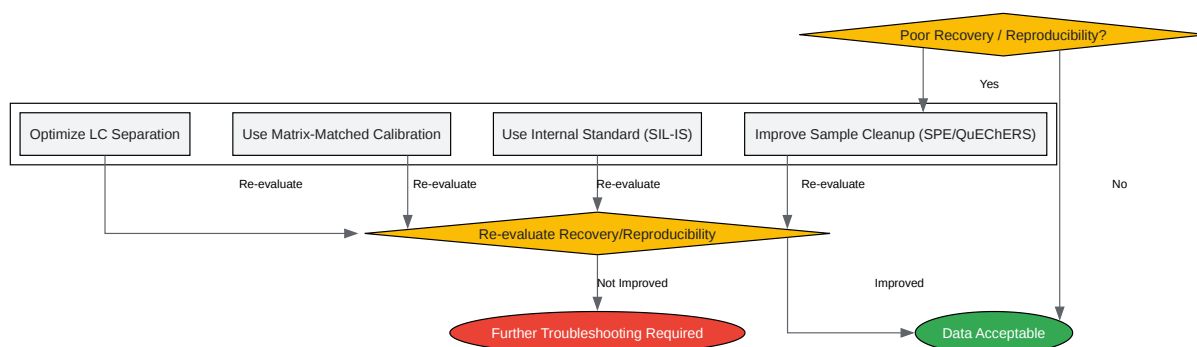 Poor Recovery / Reproducibility?
Yes
Optimize LC Separation
Use Matrix-Matched Calibration
Use Internal Standard (SIL-IS)
Improve Sample Cleanup (SPE/QuEChERS)
Re-evaluate
Re-evaluate
Re-evaluate
Re-evaluate
No
Re-evaluate Recovery/Reproducibility
Not Improved
Improved
Further Troubleshooting Required
Data Acceptable